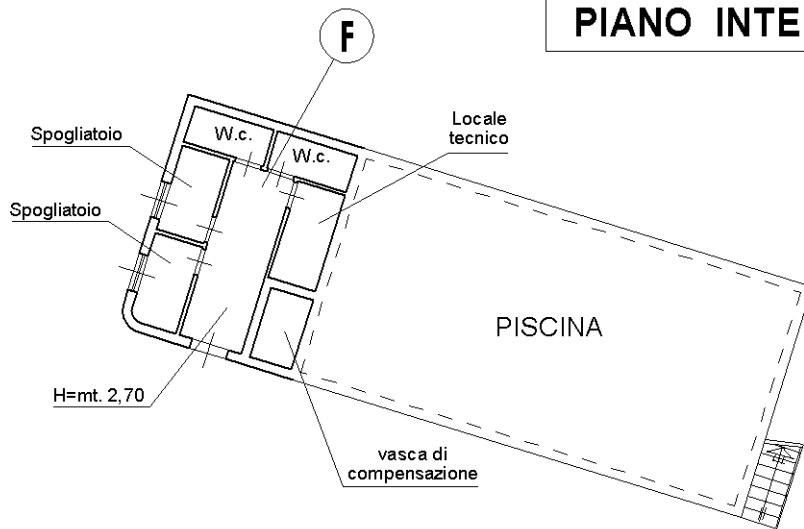 PIANO INTE
F
Locale
tecnico
Spogliatoio
W.c.
W.c.
Spogliatoio
PISCINA
H=mt. 2,70
vasca di
compensazione